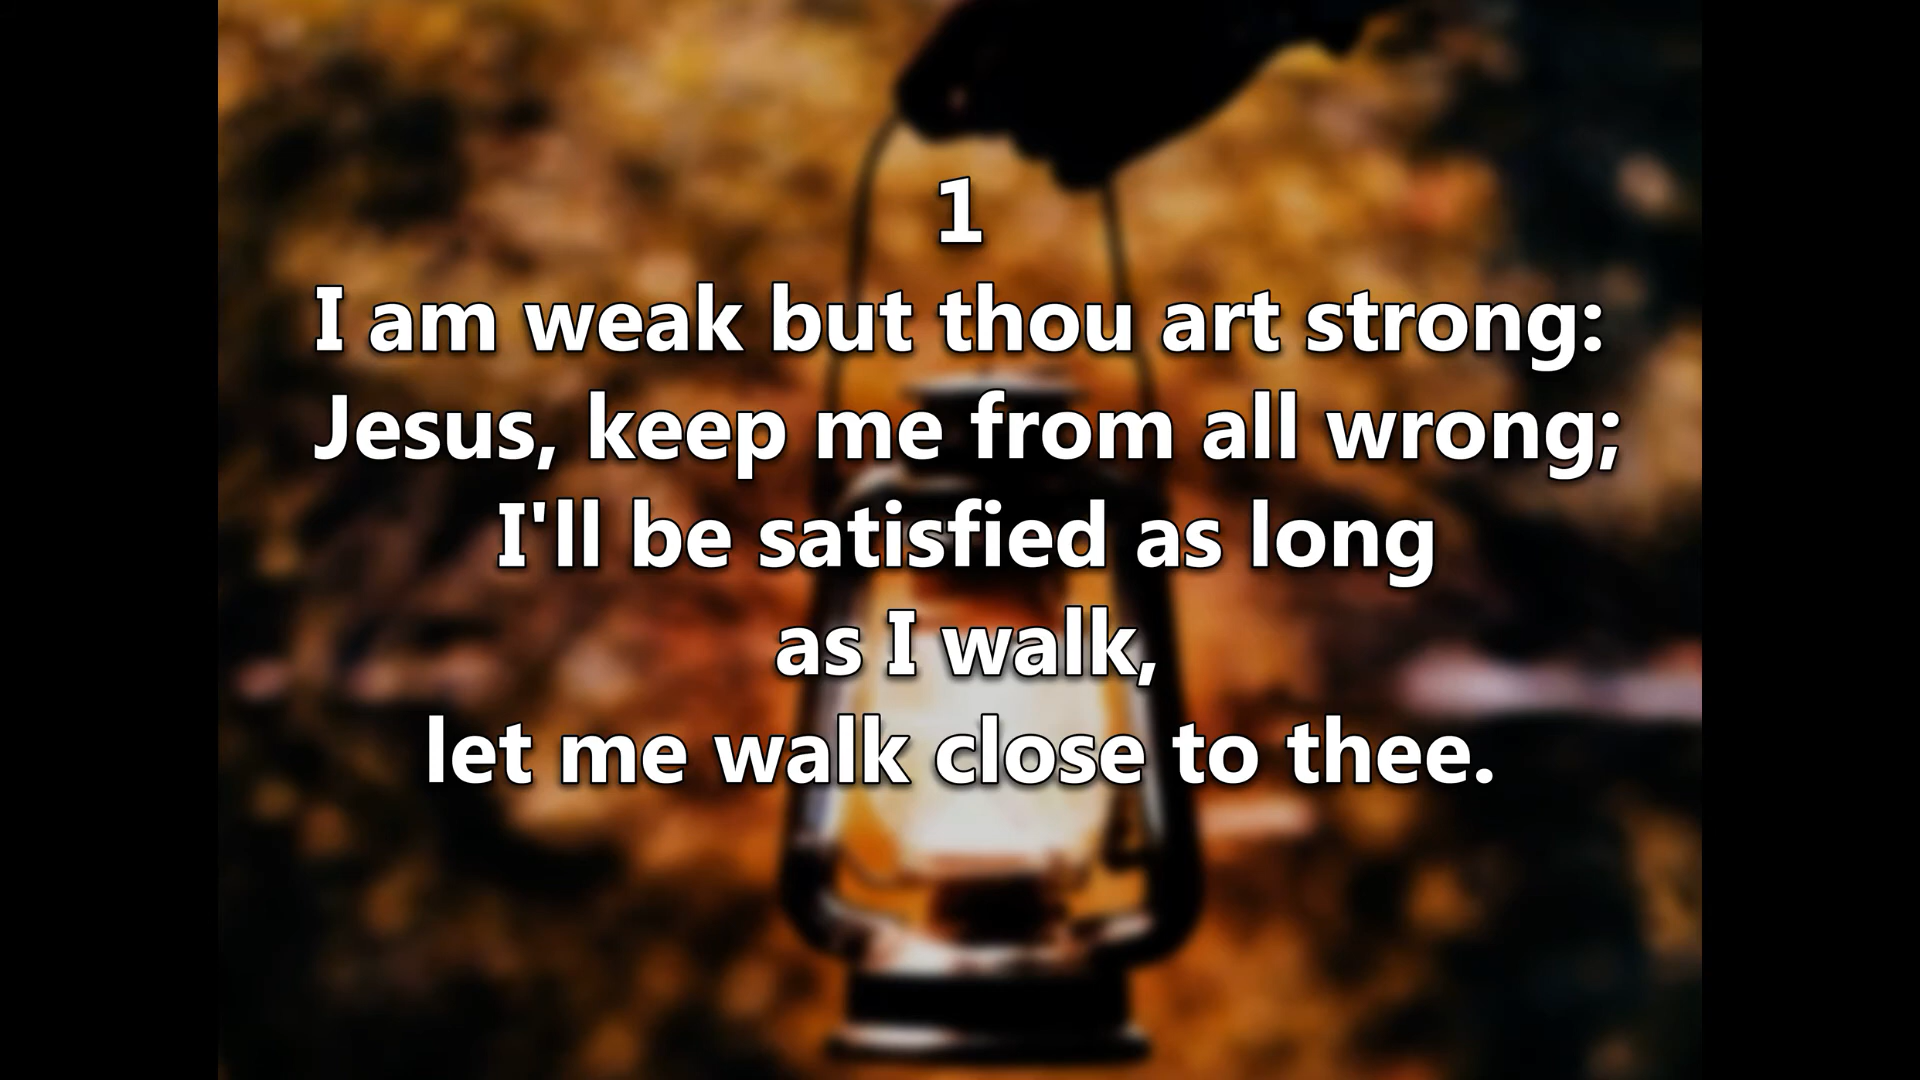 1
I am weak but thou art strong:
Jesus, keep me from all wrong;
I'll be satisfied as long
as I walk,
let me walk close to thee.